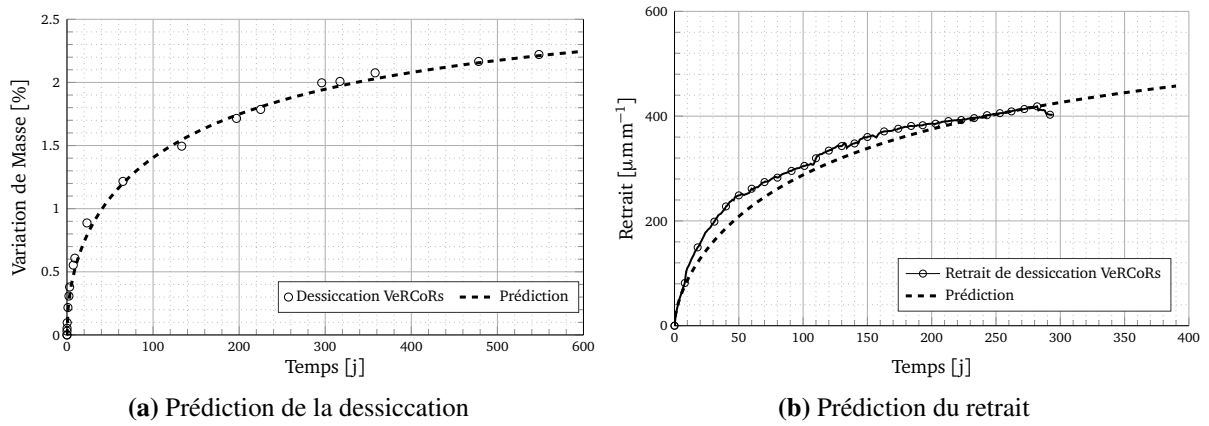 2.5
2
1.5
1
0.5
0
0
100
200
300
400
500
600
Variation de Masse [%]
Temps [j]
Dessiccation VeRCoRs
Prédiction
(a) Prédiction de la dessiccation
600
400
200
0
0
50
100
150
200
250
300
350
400
Retrait [µm m⁻¹]
Temps [j]
Retrait de dessiccation VeRCoRs
Prédiction
(b) Prédiction du retrait